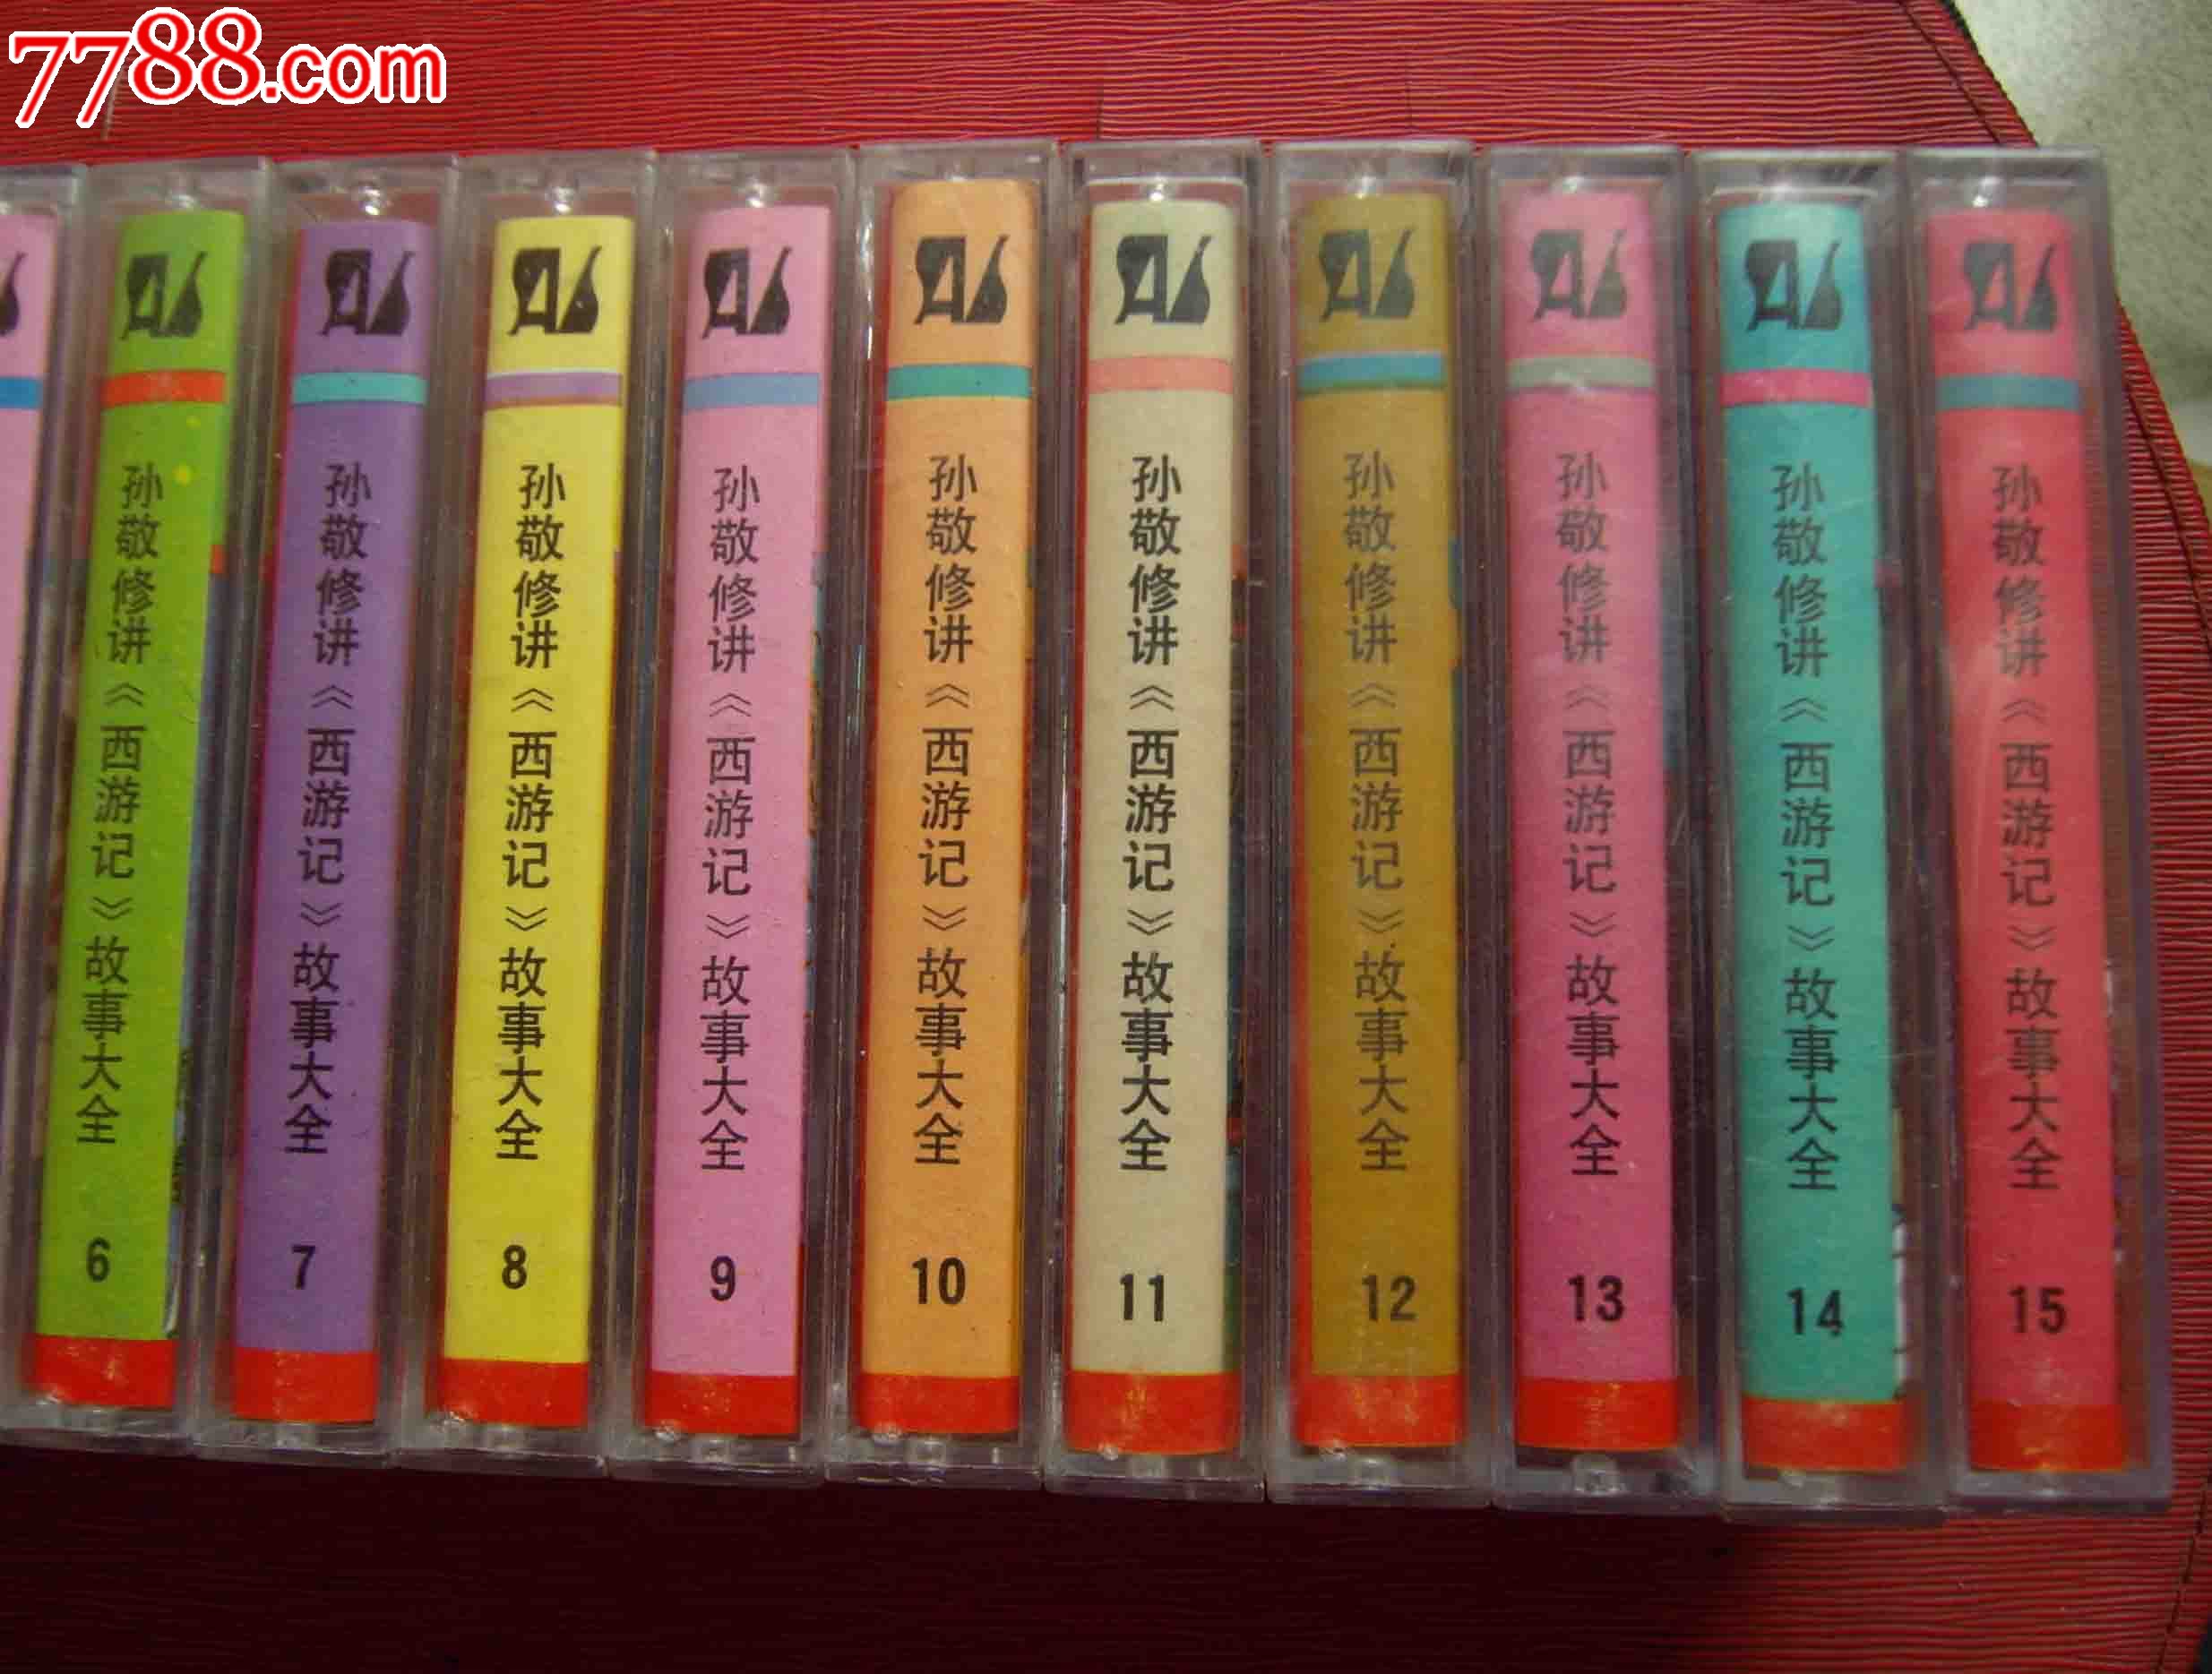 7788.com
孙敬修讲《西游记》故事大全 6
孙敬修讲《西游记》故事大全 7
孙敬修讲《西游记》故事大全 8
孙敬修讲《西游记》故事大全 9
孙敬修讲《西游记》故事大全 10
孙敬修讲《西游记》故事大全 11
孙敬修讲《西游记》故事大全 12
孙敬修讲《西游记》故事大全 13
孙敬修讲《西游记》故事大全 14
孙敬修讲《西游记》故事大全 15